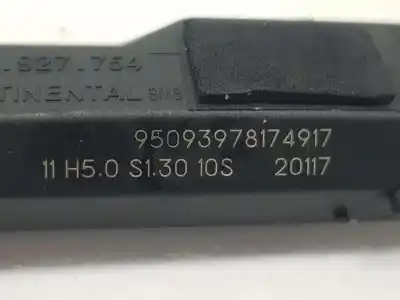 .927.754
TINENTAL
95093978174917
11 H5.0 S1.30 10S 20117